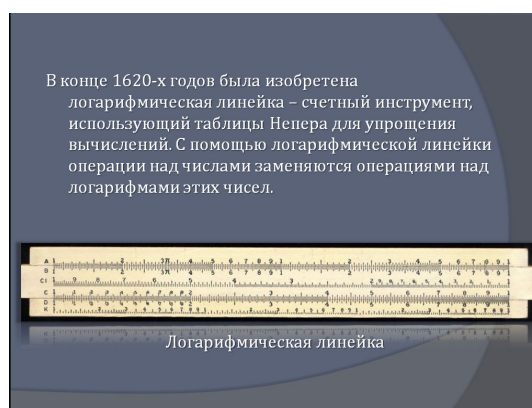 В конце 1620-х годов была изобретена
логарифмическая линейка – счетный инструмент,
использующий таблицы Непера для упрощения
вычислений. С помощью логарифмической линейки
операции над числами заменяются операциями над
логарифмами этих чисел.
Логарифмическая линейка